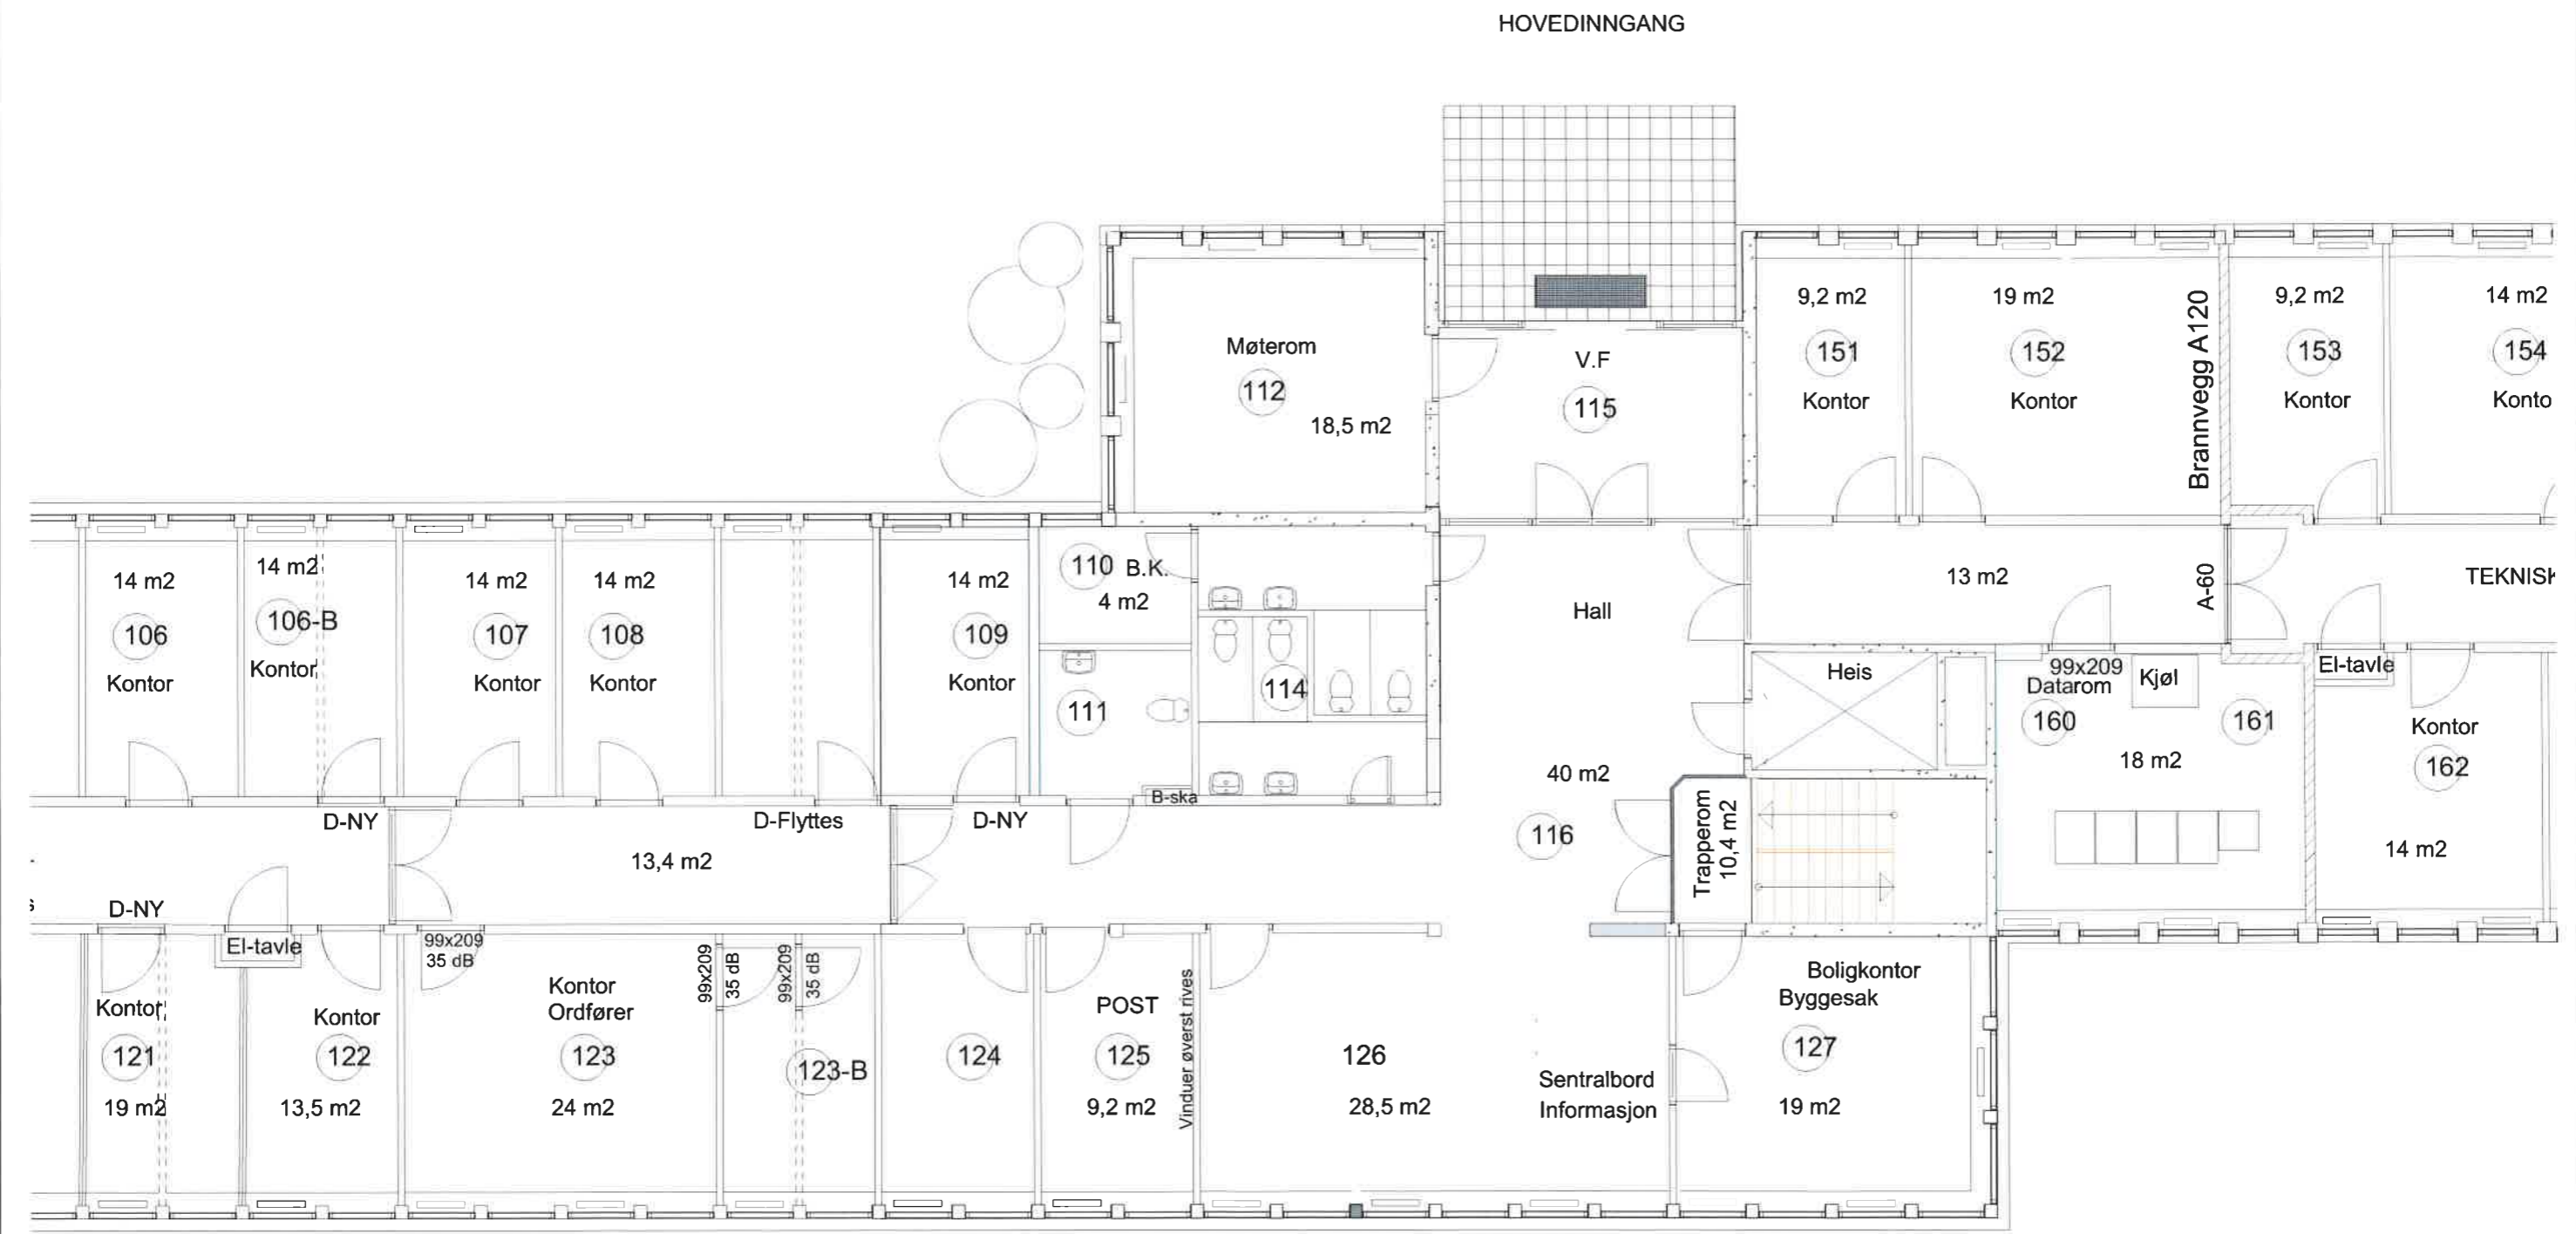 HOVEDINNGANG
Møterom
112
18,5 m2
V.F
115
9,2 m2
151
Kontor
19 m2
152
Kontor
Brannvegg A120
9,2 m2
153
Kontor
14 m2
154
Konto
14 m2
106
Kontor
14 m2
106-B
Kontor
14 m2
107
Kontor
14 m2
108
Kontor
14 m2
109
Kontor
110 B.K.
4 m2
111
B-ska
114
Hall
40 m2
116
13 m2
A-60
TEKNISK
Heis
Trapperom
10,4 m2
99x209
Datarom
Kjøl
160
161
18 m2
El-tavle
Kontor
162
14 m2
D-NY
D-Flyttes
D-NY
13,4 m2
D-NY
El-tavle
Kontor
121
19 m2
Kontor
122
13,5 m2
99x209
35 dB
Kontor
Ordfører
123
24 m2
99x209
35 dB
99x209
35 dB
123-B
124
POST
125
9,2 m2
Vinduer øverst rives
126
28,5 m2
Sentralbord
Informasjon
Boligkontor
Byggesak
127
19 m2